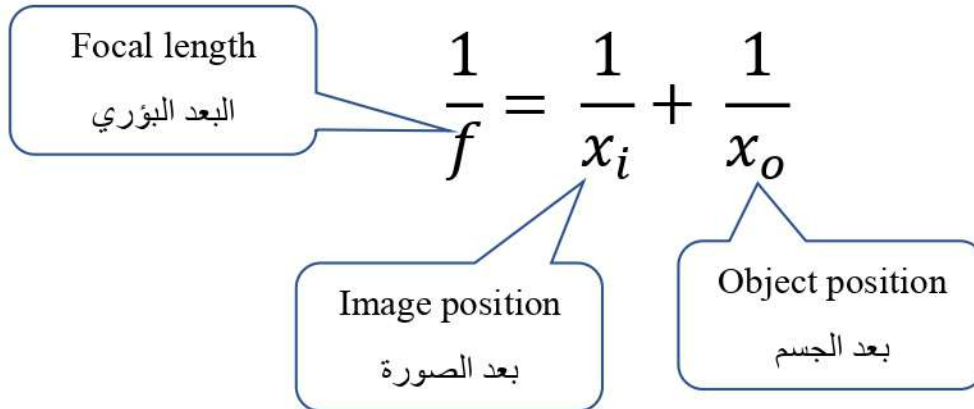 Focal length
البعد البؤري
1/f = 1/x_i + 1/x_o
Image position
بعد الصورة
Object position
بعد الجسم